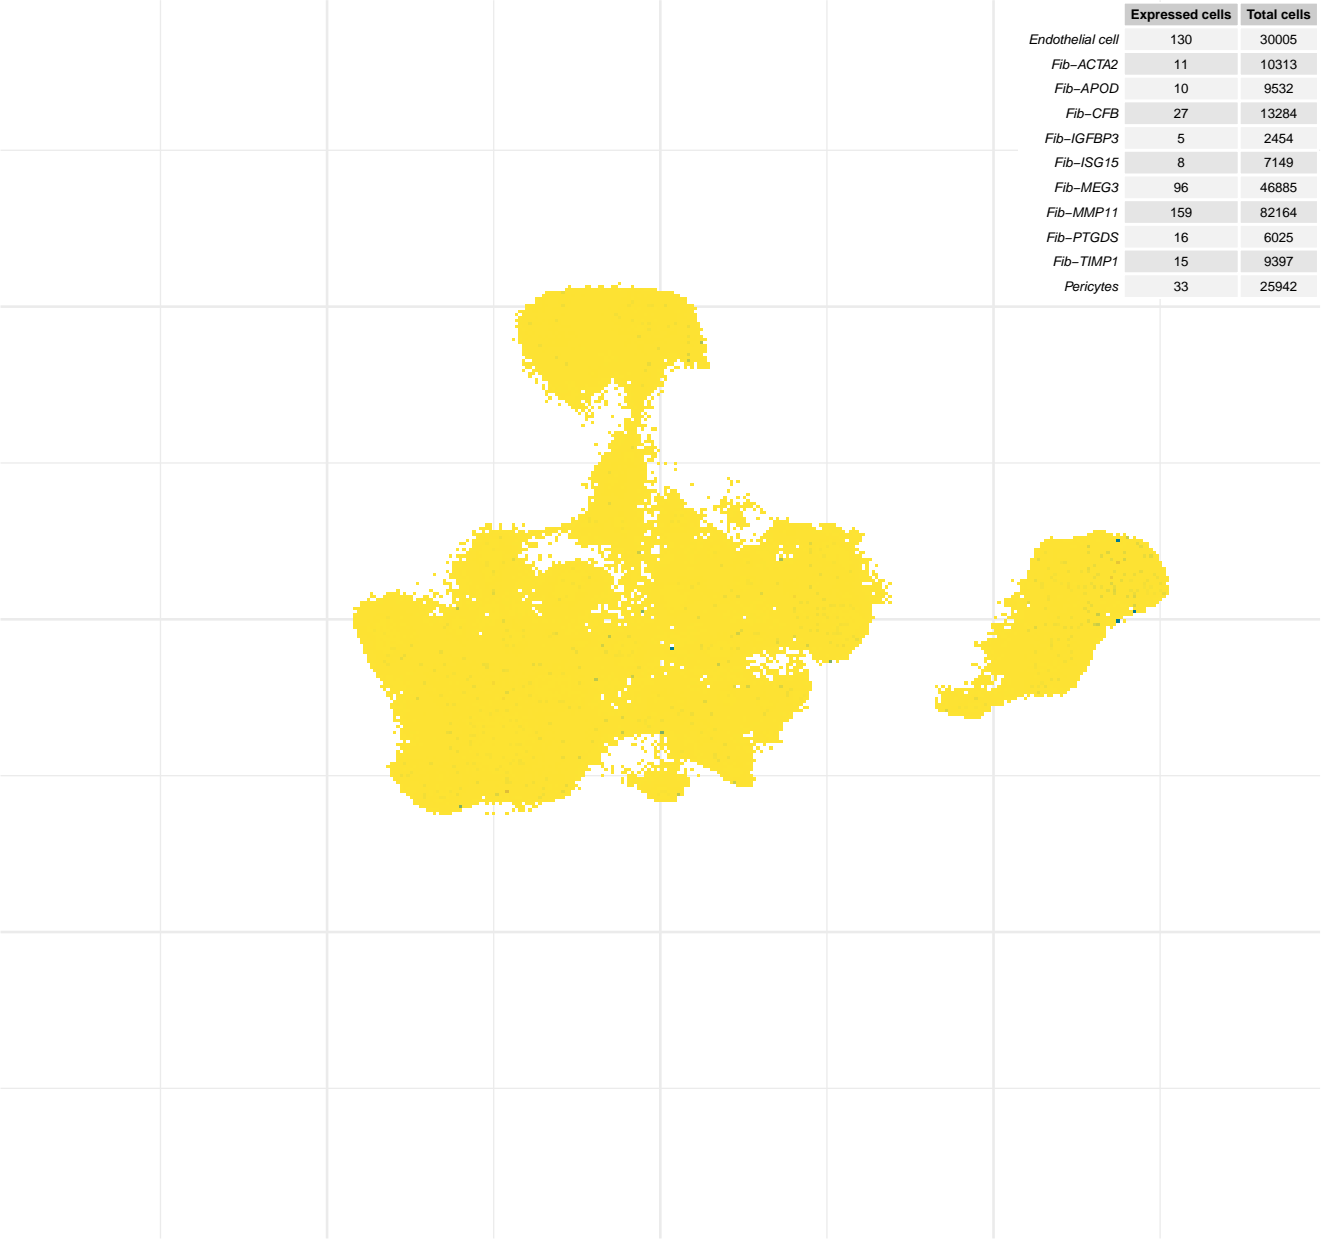 Expressed cells Total cells
Endothelial cell 130 30005
Fib−ACTA2 11 10313
Fib−APOD 10 9532
Fib−CFB 27 13284
Fib−IGFBP3 5 2454
Fib−ISG15 8 7149
Fib−MEG3 96 46885
Fib−MMP11 159 82164
Fib−PTGDS 16 6025
Fib−TIMP1 15 9397
Pericytes 33 25942